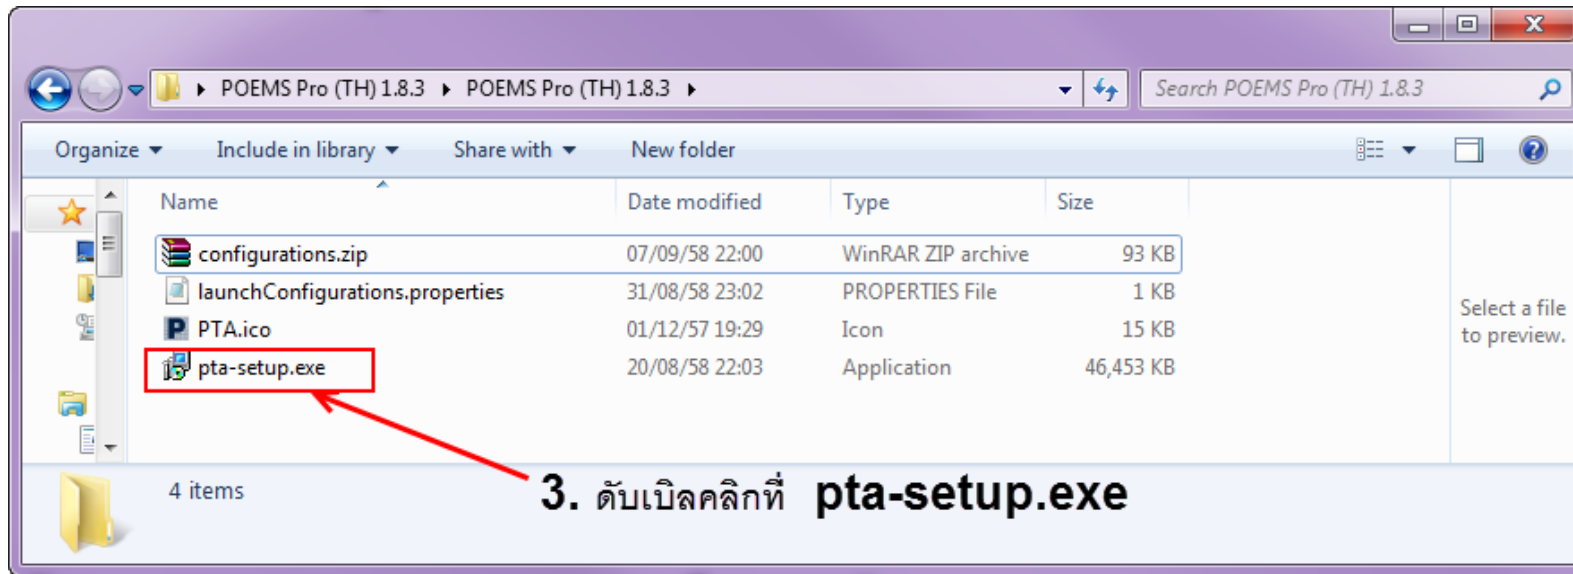 POEMS Pro (TH) 1.8.3 POEMS Pro (TH) 1.8.3 Search POEMS Pro (TH) 1.8.3
Organize Include in library Share with New folder
Name Date modified Type Size
configurations.zip 07/09/58 22:00 WinRAR ZIP archive 93 KB
launchConfigurations.properties 31/08/58 23:02 PROPERTIES File 1 KB
PTA.ico 01/12/57 19:29 Icon 15 KB
pta-setup.exe 20/08/58 22:03 Application 46,453 KB
Select a file
to preview.
4 items
3. ดับเบิลคลิกที่ pta-setup.exe